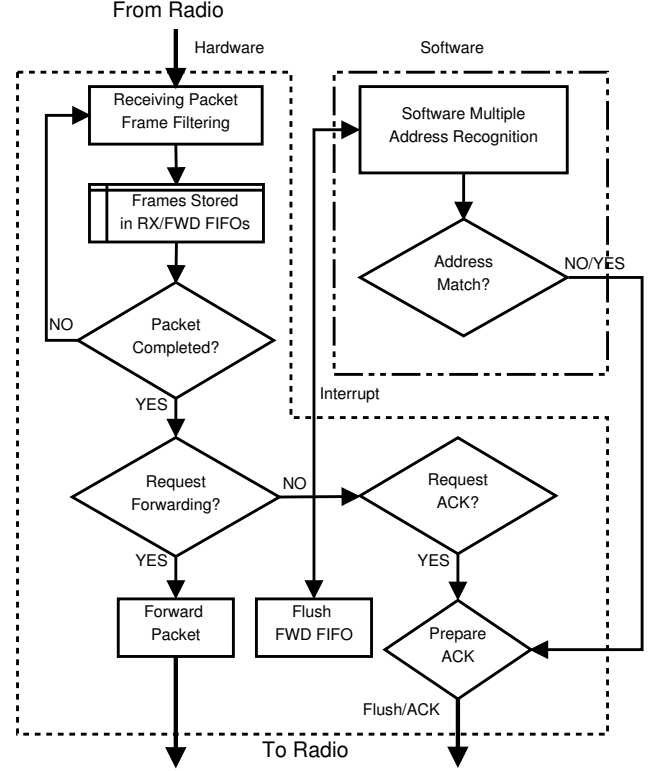 From Radio
Hardware
Software
Receiving Packet
Frame Filtering
Software Multiple
Address Recognition
Frames Stored
in RX/FWD FIFOs
Address
Match?
NO/YES
NO
Packet
Completed?
Interrupt
YES
Request
Forwarding?
NO
Request
ACK?
YES
YES
Forward
Packet
Flush
FWD FIFO
Prepare
ACK
Flush/ACK
To Radio